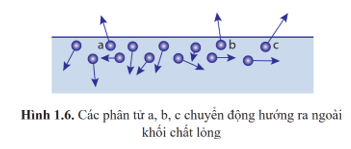 a b c
Hình 1.6. Các phân tử a, b, c chuyển động hướng ra ngoài
khối chất lỏng